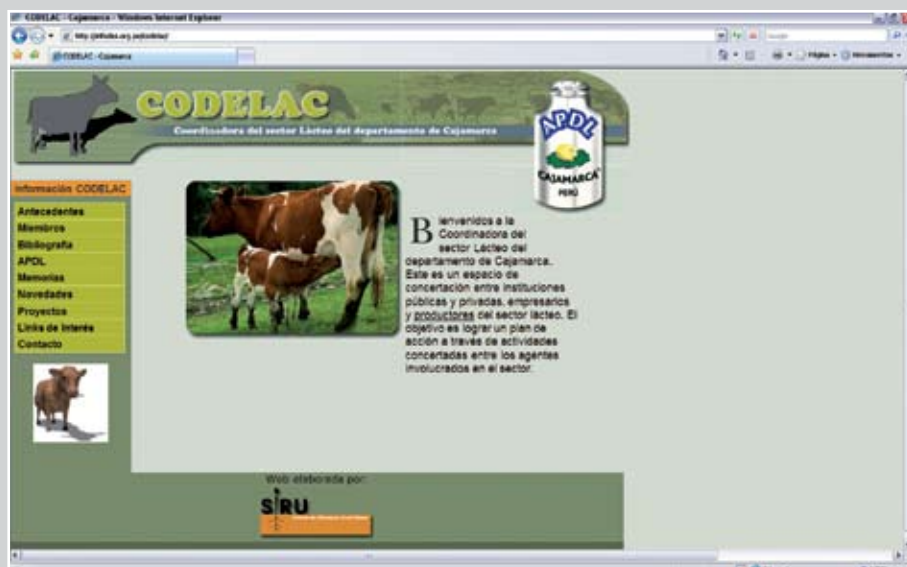 CODELAC - Cajamarca - Windows Internet Explorer
CODELAC - Cajamarca
Google
Página
Herramientas
CODELAC
Coordinadora del sector Lácteo del departamento de Cajamarca
APDL
CAJAMARCA
PERÚ
Información CODELAC
Antecedentes
Miembros
Bibliografía
APDL
Memorias
Novedades
Proyectos
Links de Interés
Contacto
Bienvenidos a la
Coordinadora del
sector Lácteo del
departamento de Cajamarca.
Este es un espacio de
concertación entre instituciones
públicas y privadas, empresarios
y productores del sector lácteo. El
objetivo es lograr un plan de
acción a través de actividades
concertadas entre los agentes
involucrados en el sector.
Web elaborada por:
SIRU